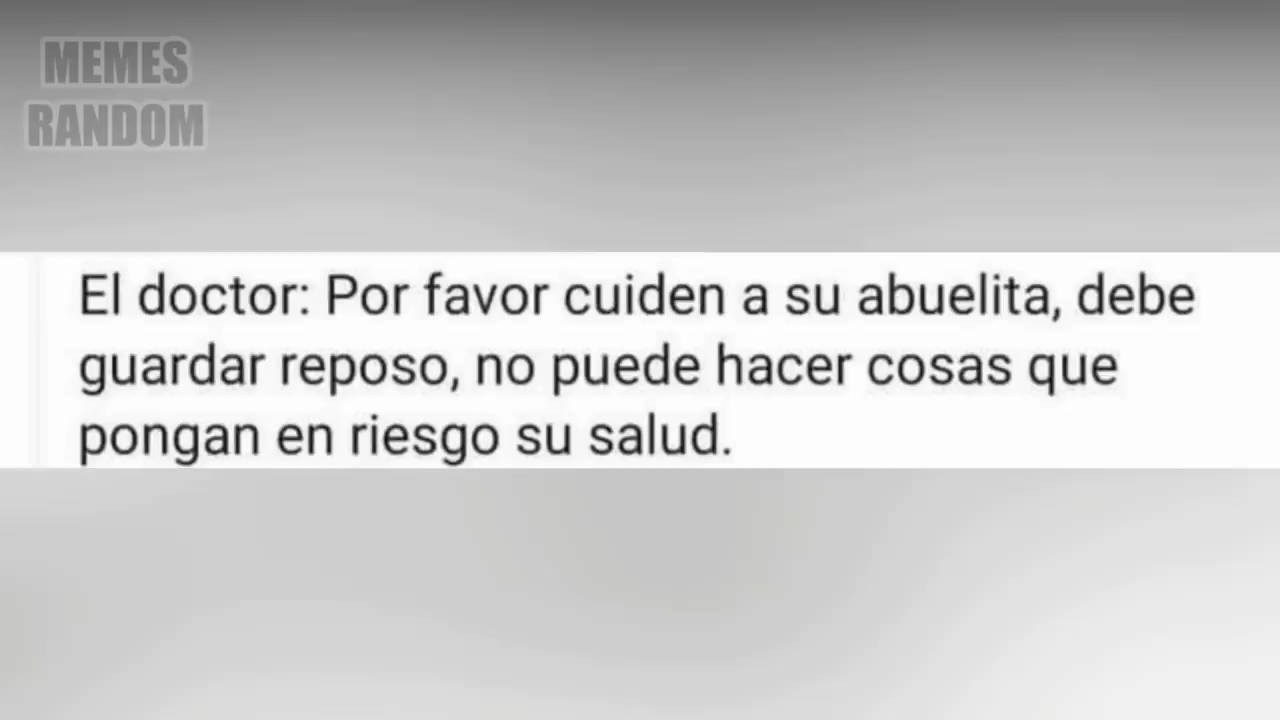 MEMES
RANDOM
El doctor: Por favor cuiden a su abuelita, debe
guardar reposo, no puede hacer cosas que
pongan en riesgo su salud.